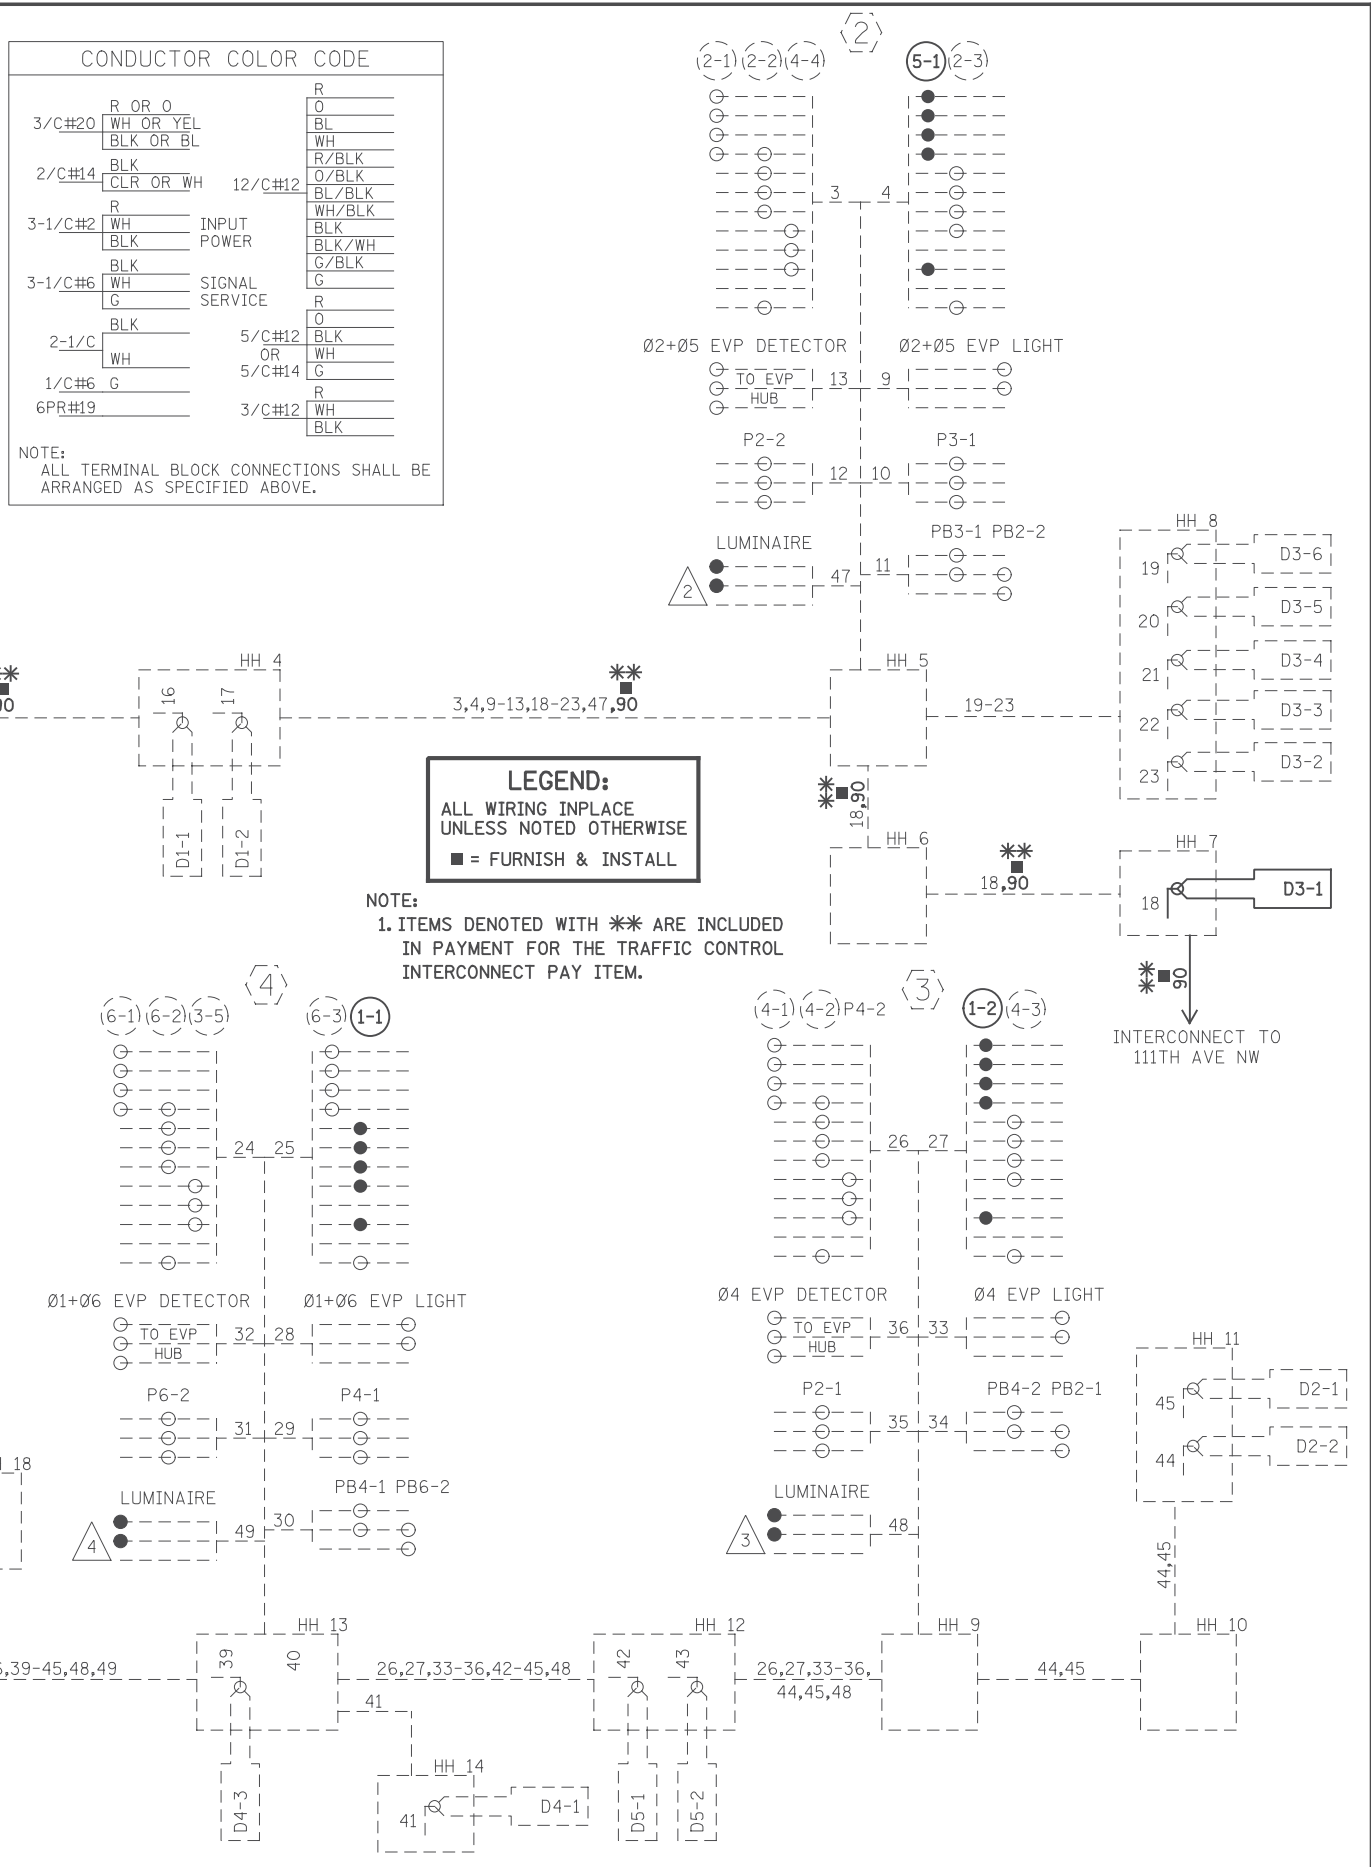 CONDUCTOR COLOR CODE
3/C#20
R OR O
WH OR YEL
BLK OR BL
2/C#14
BLK
CLR OR WH
3-1/C#2
R
WH
BLK
INPUT
POWER
3-1/C#6
BLK
WH
G
SIGNAL
SERVICE
2-1/C
BLK
WH
1/C#6 G
6PR#19
12/C#12
R
O
BL
WH
R/BLK
O/BLK
BL/BLK
WH/BLK
BLK
BLK/WH
G/BLK
G
5/C#12
OR
5/C#14
R
O
BLK
WH
G
3/C#12
R
WH
BLK
NOTE:
ALL TERMINAL BLOCK CONNECTIONS SHALL BE
ARRANGED AS SPECIFIED ABOVE.
2
2-1 2-2 4-4 5-1 2-3
3 4
Ø2+Ø5 EVP DETECTOR Ø2+Ø5 EVP LIGHT
TO EVP
HUB
13 9
P2-2 P3-1
12 10
LUMINAIRE
PB3-1 PB2-2
2
47 11
HH 8
19 D3-6
20 D3-5
21 D3-4
22 D3-3
23 D3-2
**
90
HH 4
16 17
D1-1 D1-2
**
3,4,9-13,18-23,47,90
HH 5
19-23
** 18,90
HH 6
**
18,90
HH 7
18 D3-1
** 90
INTERCONNECT TO
111TH AVE NW
LEGEND:
ALL WIRING INPLACE
UNLESS NOTED OTHERWISE
■ = FURNISH & INSTALL
NOTE:
1. ITEMS DENOTED WITH ** ARE INCLUDED
IN PAYMENT FOR THE TRAFFIC CONTROL
INTERCONNECT PAY ITEM.
4
6-1 6-2 3-5 6-3 1-1
24 25
Ø1+Ø6 EVP DETECTOR Ø1+Ø6 EVP LIGHT
TO EVP
HUB
32 28
P6-2 P4-1
31 29
LUMINAIRE
PB4-1 PB6-2
4
49 30
3
4-1 4-2 P4-2 1-2 4-3
26 27
Ø4 EVP DETECTOR Ø4 EVP LIGHT
TO EVP
HUB
36 33
P2-1 PB4-2 PB2-1
35 34
LUMINAIRE
3
48
HH 11
45 D2-1
44 D2-2
44,45
18
,39-45,48,49
HH 13
39 40
D4-3
26,27,33-36,42-45,48
41
HH 14
41 D4-1
HH 12
42 43
D5-1 D5-2
26,27,33-36,
44,45,48
HH 9
44,45
HH 10